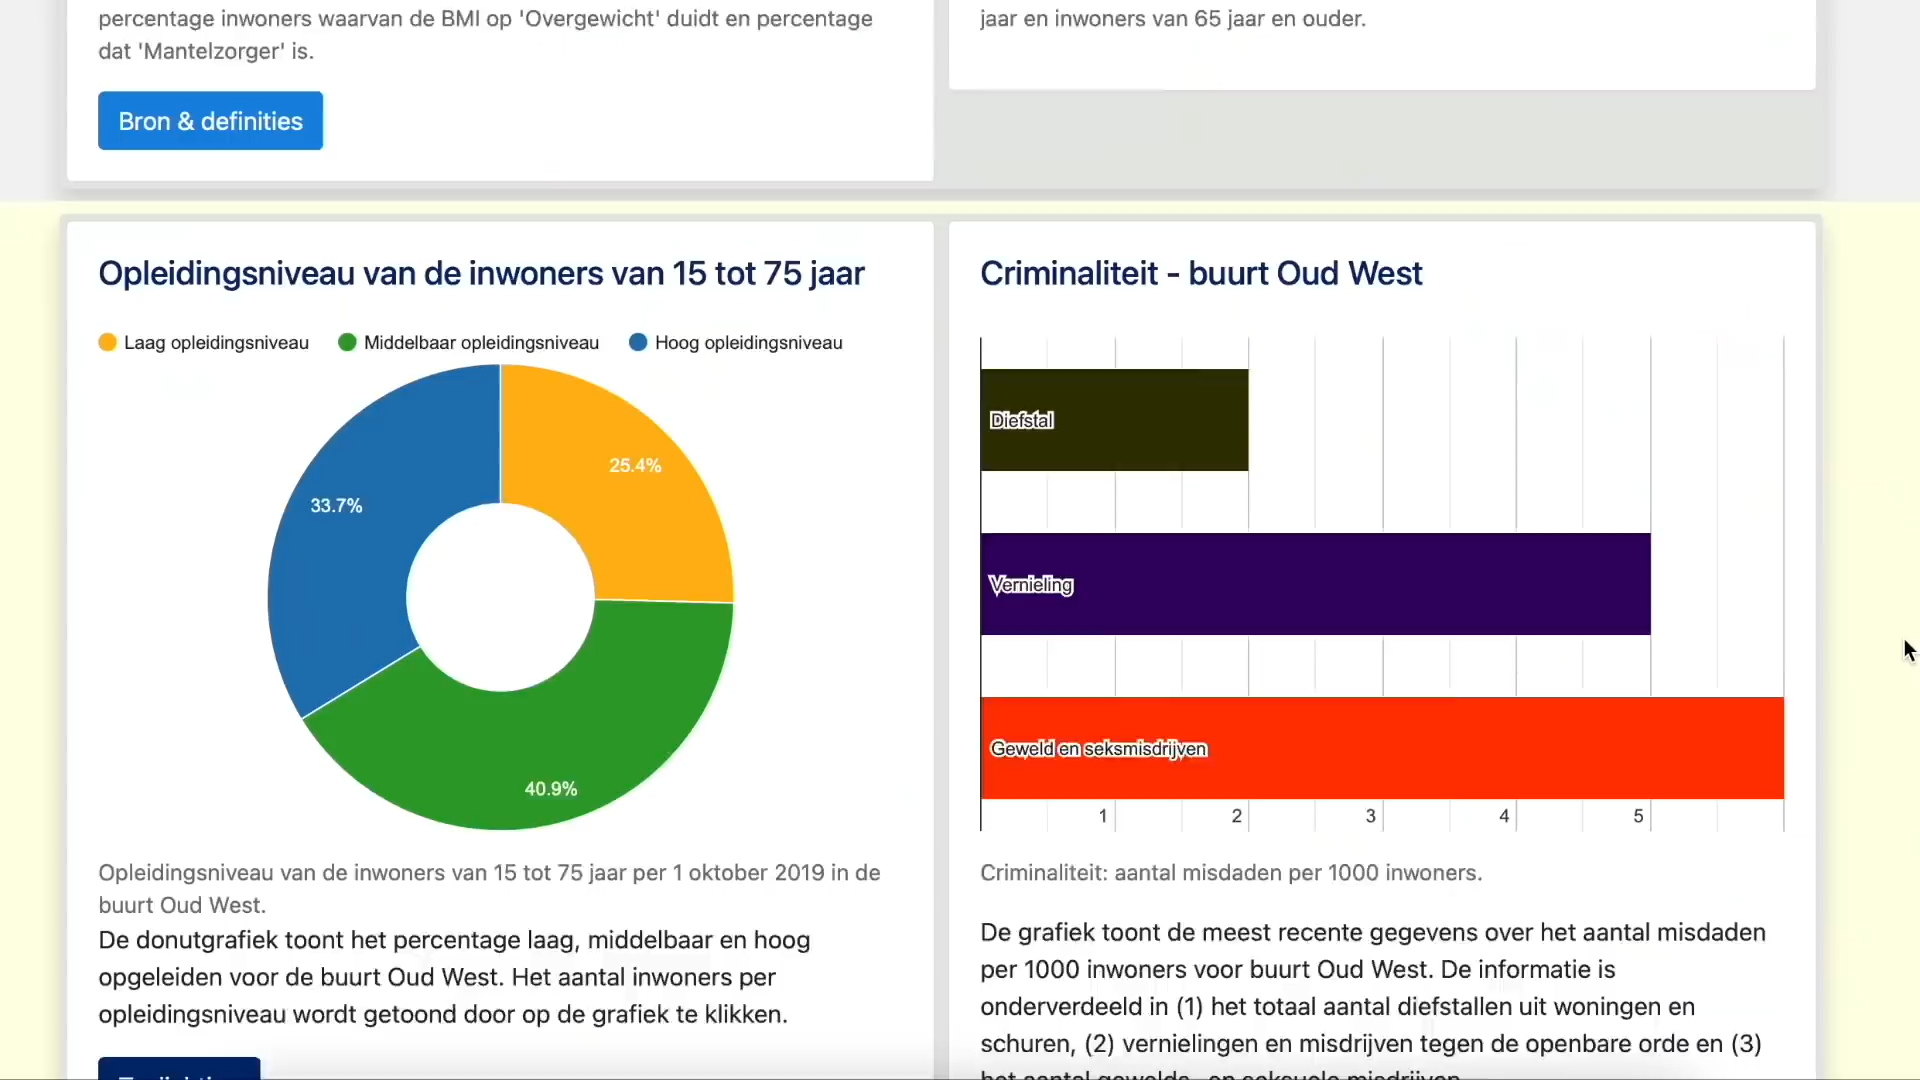 percentage inwoners waarvan de BMI op 'Overgewicht' duidt en percentage
dat 'Mantelzorger' is.
Bron & definities
jaar en inwoners van 65 jaar en ouder.
Opleidingsniveau van de inwoners van 15 tot 75 jaar
Laag opleidingsniveau Middelbaar opleidingsniveau Hoog opleidingsniveau
25.4%
33.7%
40.9%
Opleidingsniveau van de inwoners van 15 tot 75 jaar per 1 oktober 2019 in de
buurt Oud West.
De donutgrafiek toont het percentage laag, middelbaar en hoog
opgeleiden voor de buurt Oud West. Het aantal inwoners per
opleidingsniveau wordt getoond door op de grafiek te klikken.
Criminaliteit - buurt Oud West
Diefstal
Vernieling
Geweld en seksmisdrijven
1 2 3 4 5
Criminaliteit: aantal misdaden per 1000 inwoners.
De grafiek toont de meest recente gegevens over het aantal misdaden
per 1000 inwoners voor buurt Oud West. De informatie is
onderverdeeld in (1) het totaal aantal diefstallen uit woningen en
schuren, (2) vernielingen en misdrijven tegen de openbare orde en (3)